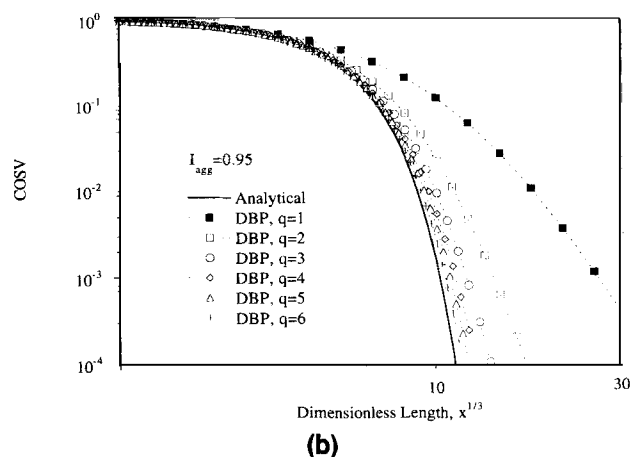 10^0
10^-1
10^-2
10^-3
10^-4
COSV
I_agg=0.95
Analytical
DBP, q=1
DBP, q=2
DBP, q=3
DBP, q=4
DBP, q=5
DBP, q=6
10
30
Dimensionless Length, x^1/3
(b)